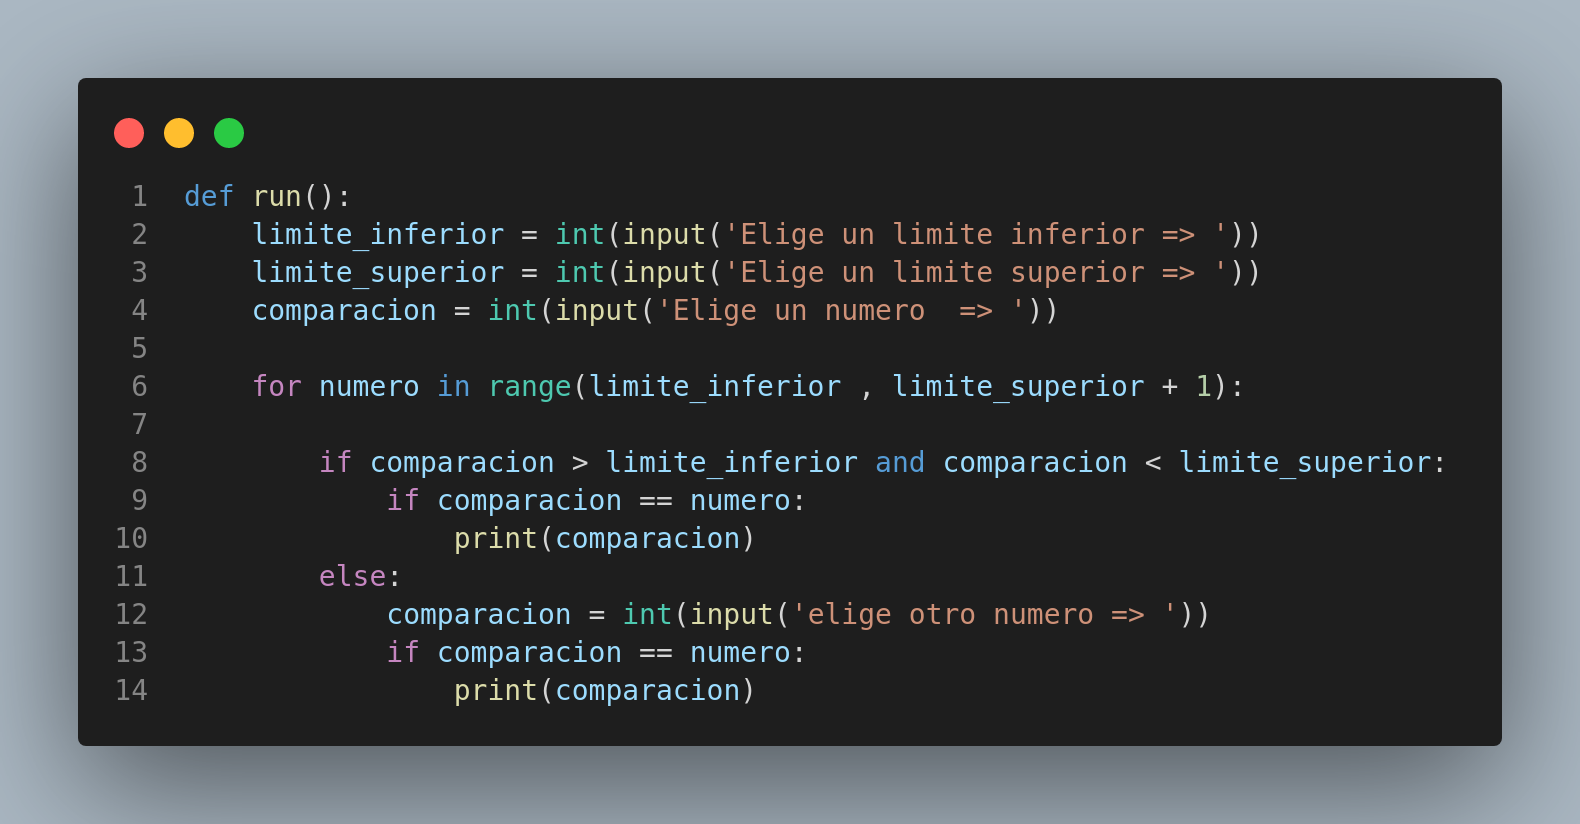 1 def run():
2     limite_inferior = int(input('Elige un limite inferior => '))
3     limite_superior = int(input('Elige un limite superior => '))
4     comparacion = int(input('Elige un numero  => '))
5
6     for numero in range(limite_inferior , limite_superior + 1):
7
8         if comparacion > limite_inferior and comparacion < limite_superior:
9             if comparacion == numero:
10                 print(comparacion)
11         else:
12             comparacion = int(input('elige otro numero => '))
13             if comparacion == numero:
14                 print(comparacion)